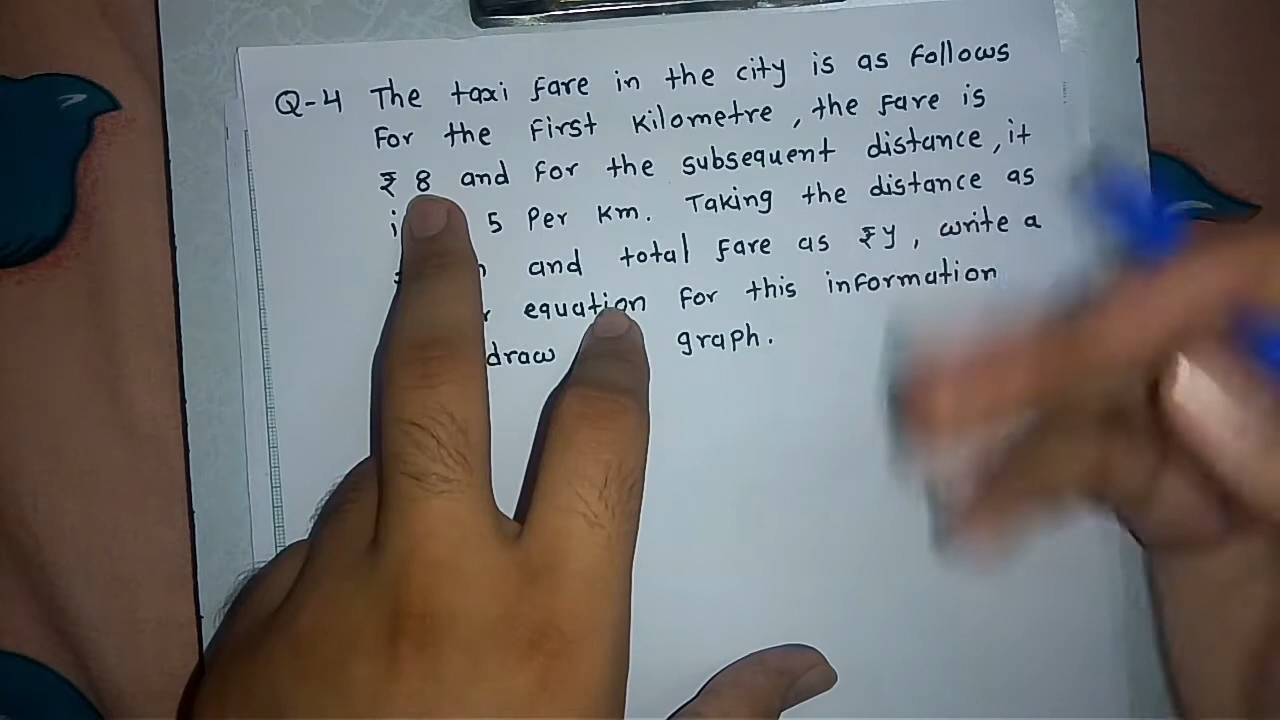 Q-4 The taxi fare in the city is as follows
For the first kilometre, the fare is
₹ 8 and for the subsequent distance, it
5 Per km. Taking the distance as
and total fare as ₹y, write a
equation for this information
draw graph.